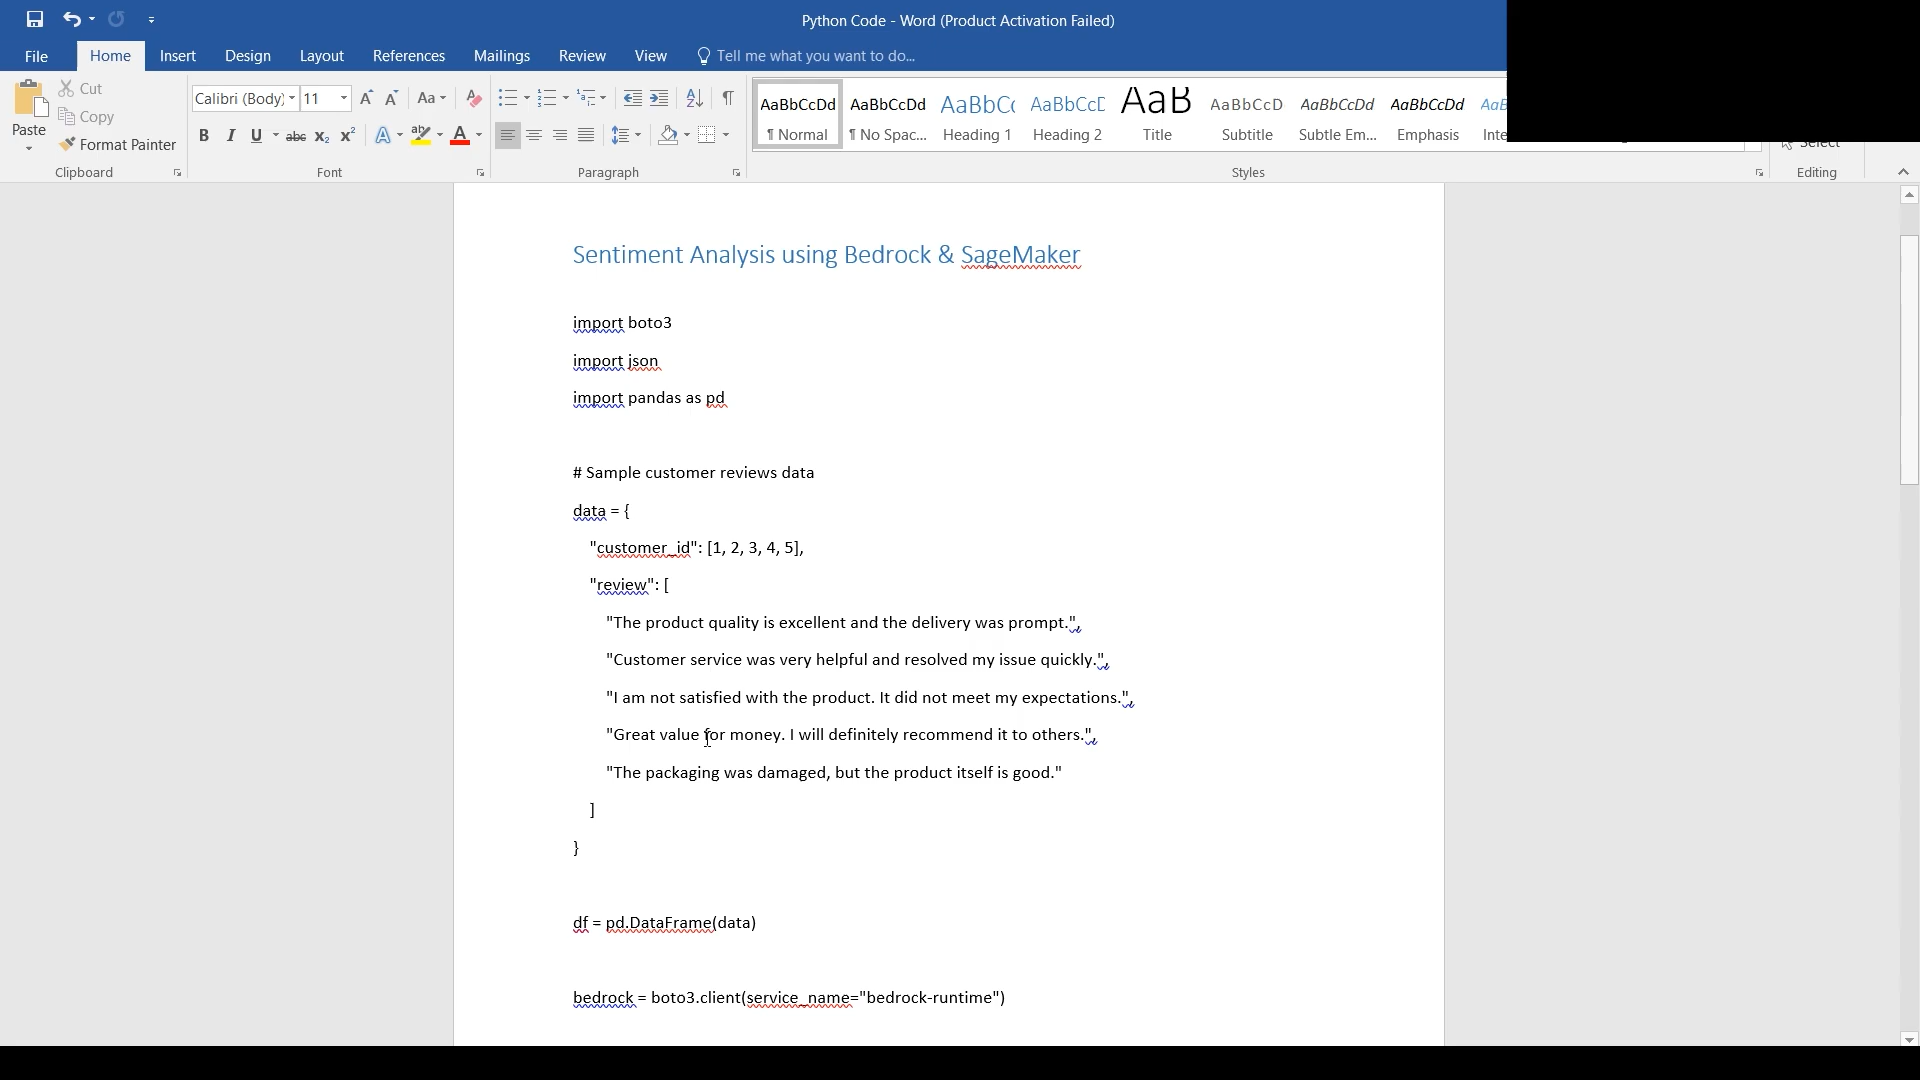 Python Code - Word (Product Activation Failed)
File Home Insert Design Layout References Mailings Review View Tell me what you want to do...
Paste
Cut
Copy
Format Painter
Clipboard
Calibri (Body) 11
Font
Paragraph
AaBbCcDd AaBbCcDd AaBbCc AaBbCcD AaB AaBbCcD AaBbCcDd AaBbCcDd AaB
¶ Normal ¶ No Spac... Heading 1 Heading 2 Title Subtitle Subtle Em... Emphasis
Styles
Select
Editing
Sentiment Analysis using Bedrock & SageMaker
import boto3
import json
import pandas as pd
# Sample customer reviews data
data = {
"customer_id": [1, 2, 3, 4, 5],
"review": [
"The product quality is excellent and the delivery was prompt.",
"Customer service was very helpful and resolved my issue quickly.",
"I am not satisfied with the product. It did not meet my expectations.",
"Great value for money. I will definitely recommend it to others.",
"The packaging was damaged, but the product itself is good."
]
}
df = pd.DataFrame(data)
bedrock = boto3.client(service_name="bedrock-runtime")